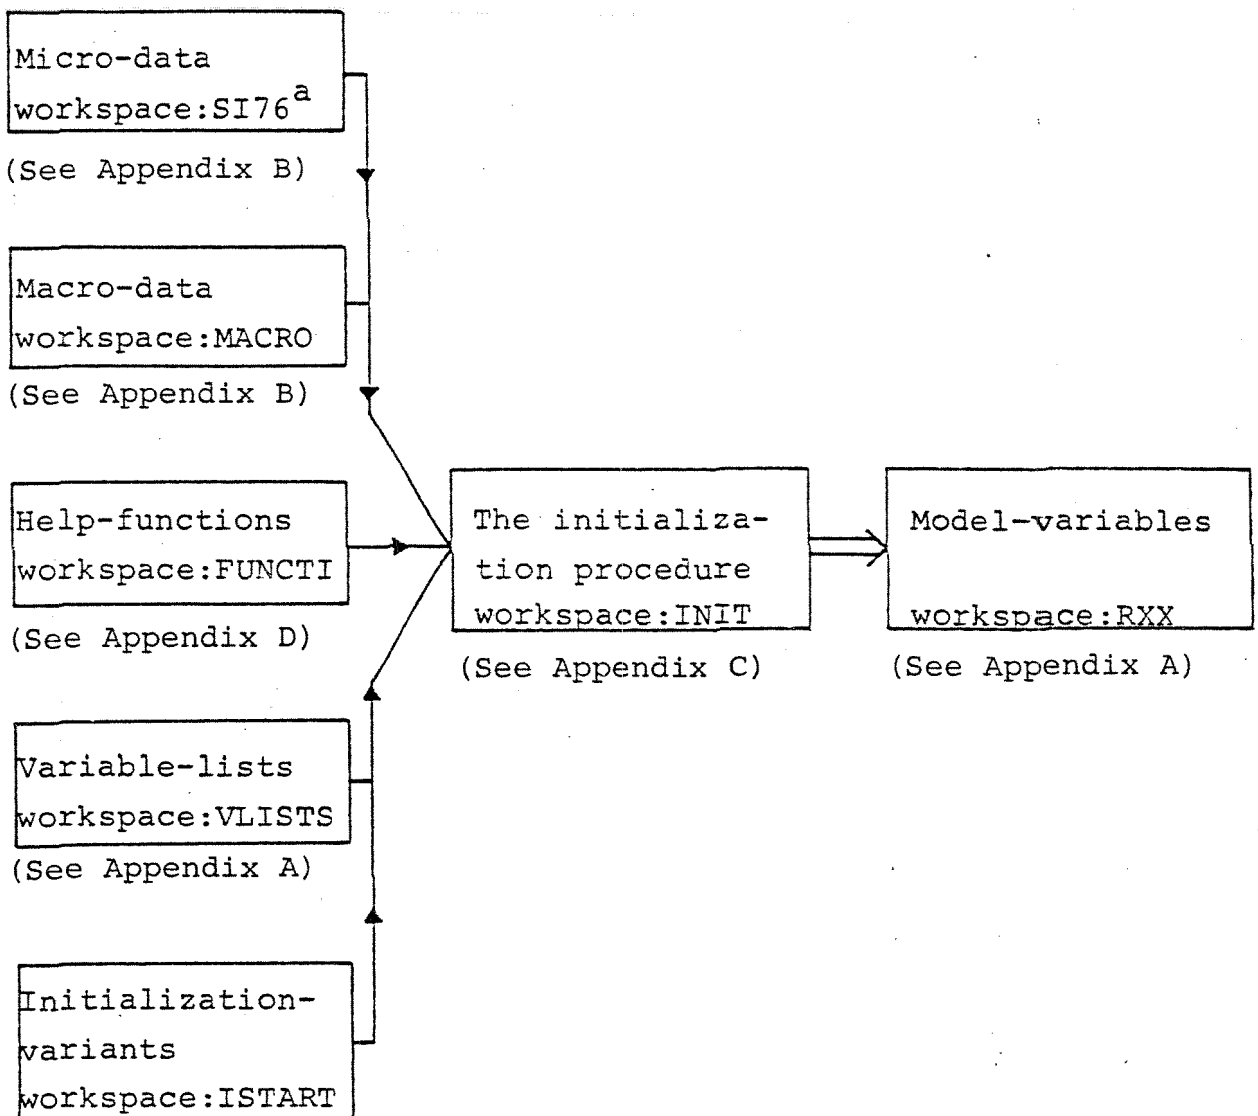 Micro-data
workspace:SI76a
(See Appendix B)
Macro-data
workspace:MACRO
(See Appendix B)
Help-functions
workspace:FUNCTI
(See Appendix D)
Variable-lists
workspace:VLISTS
(See Appendix A)
Initialization-
variants
workspace:ISTART
The initializa-
tion procedure
workspace:INIT
(See Appendix C)
Model-variables
workspace:RXX
(See Appendix A)